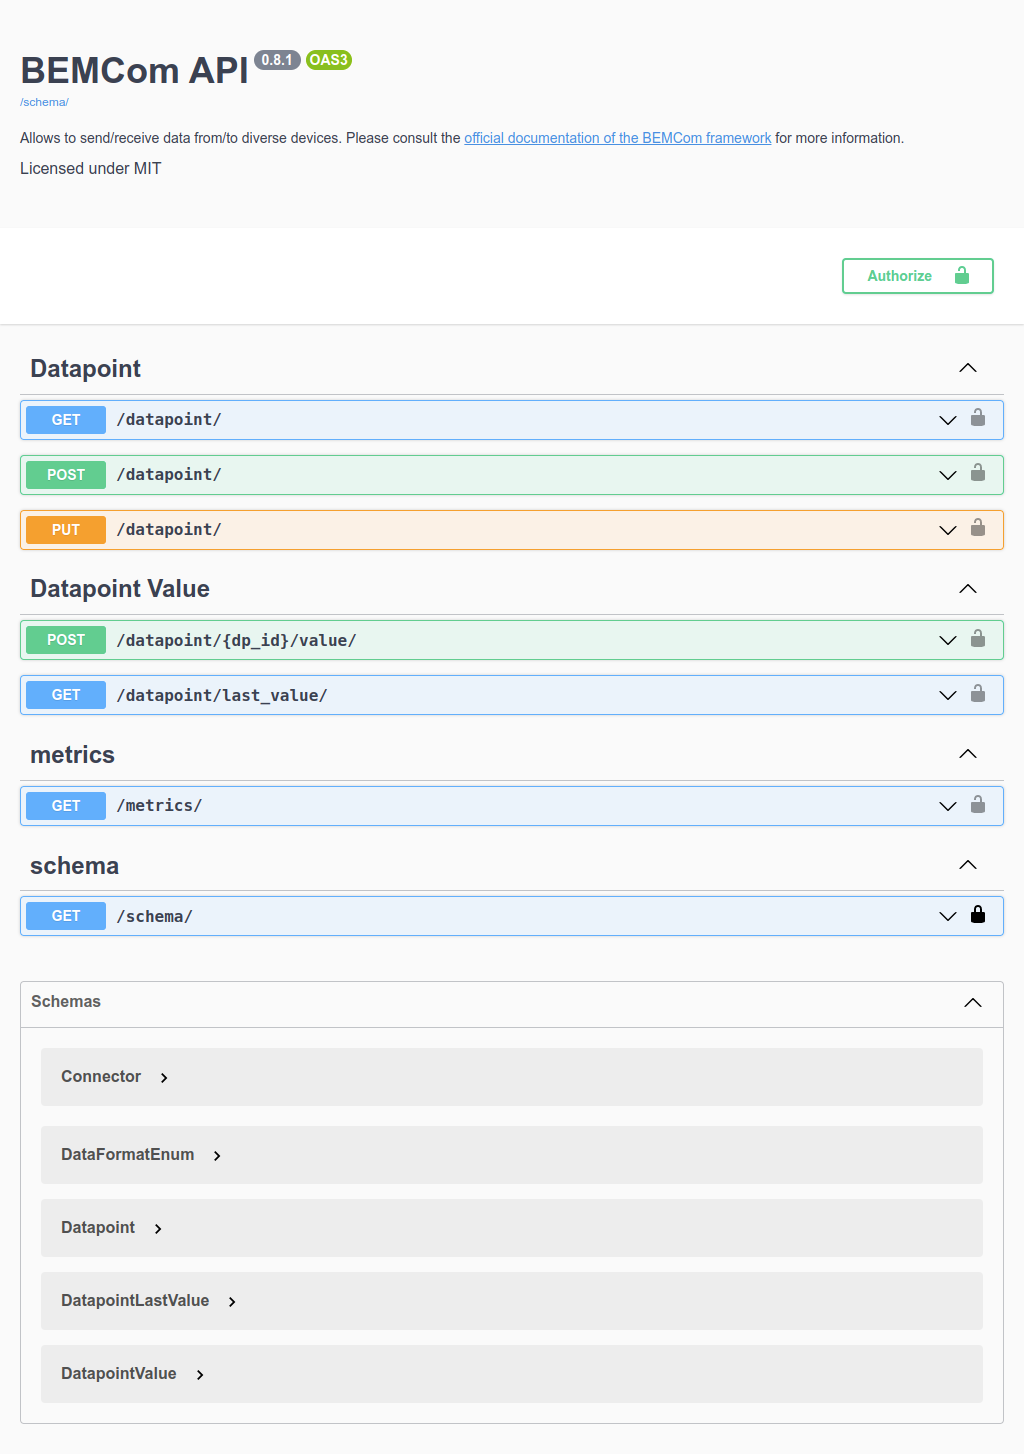 BEMCom API 0.8.1 OAS3
/schema/
Allows to send/receive data from/to diverse devices. Please consult the official documentation of the BEMCom framework for more information.
Licensed under MIT
Authorize
Datapoint
GET /datapoint/
POST /datapoint/
PUT /datapoint/
Datapoint Value
POST /datapoint/{dp_id}/value/
GET /datapoint/last_value/
metrics
GET /metrics/
schema
GET /schema/
Schemas
Connector
DataFormatEnum
Datapoint
DatapointLastValue
DatapointValue